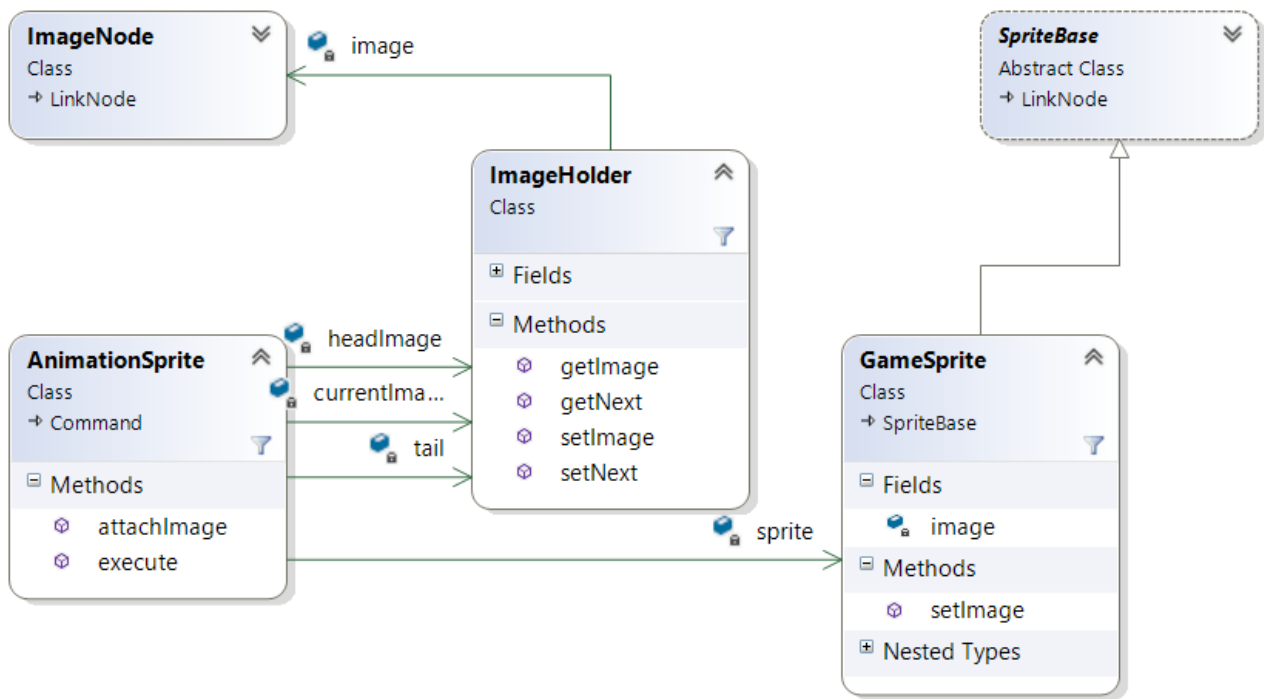 ImageNode
Class
LinkNode
image
SpriteBase
Abstract Class
LinkNode
ImageHolder
Class
Fields
Methods
getImage
getNext
setImage
setNext
headImage
currentIma...
tail
AnimationSprite
Class
Command
Methods
attachImage
execute
sprite
GameSprite
Class
SpriteBase
Fields
image
Methods
setImage
Nested Types